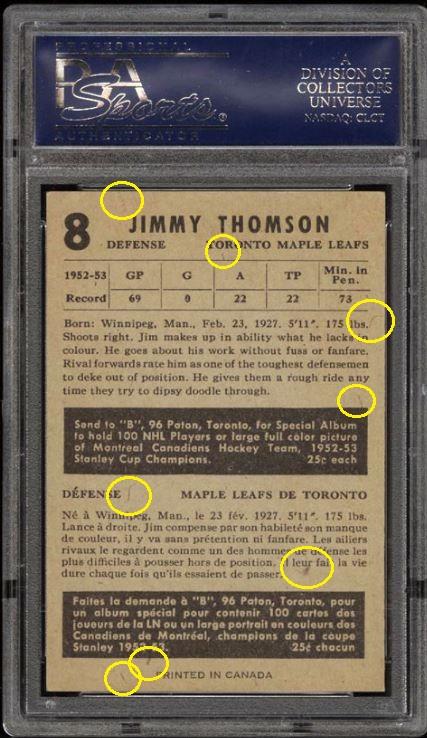 PROFESSIONAL
PSA
Sports
AUTHENTICATOR
A
DIVISION OF
COLLECTORS
UNIVERSE
NASDAQ: CLCT
8 JIMMY THOMSON
DEFENSE TORONTO MAPLE LEAFS
1952-53 GP G A TP Min. in Pen.
Record 69 0 22 22 73
Born: Winnipeg, Man., Feb. 23, 1927. 5'11". 175 lbs.
Shoots right. Jim makes up in ability what he lacks in
colour. He goes about his work without fuss or fanfare.
Rival forwards rate him as one of the toughest defensemen
to deke out of position. He gives them a rough ride any
time they try to dipsy doodle through.
Send to "B", 96 Paton, Toronto, for Special Album
to hold 100 NHL Players or large full color picture
of Montreal Canadiens Hockey Team, 1952-53
Stanley Cup Champions. 25¢ each
DÉFENSE MAPLE LEAFS DE TORONTO
Né à Winnipeg, Man., le 23 fév. 1927. 5'11". 175 lbs.
Lance à droite. Jim compense par son habileté son manque
de couleur, il y va sans prétention ni fanfare. Les ailiers
rivaux le regardent comme un des hommes de défense les
plus difficiles à pousser hors de position. Il leur fait la vie
dure chaque fois qu'ils essaient de passer.
Faites la demande à "B", 96 Paton, Toronto, pour
un album spécial pour contenir 100 cartes des
joueurs de la LN ou un large portrait en couleurs des
Canadiens de Montréal, champions de la coupe
Stanley 1952-53. 25¢ chacun
PRINTED IN CANADA